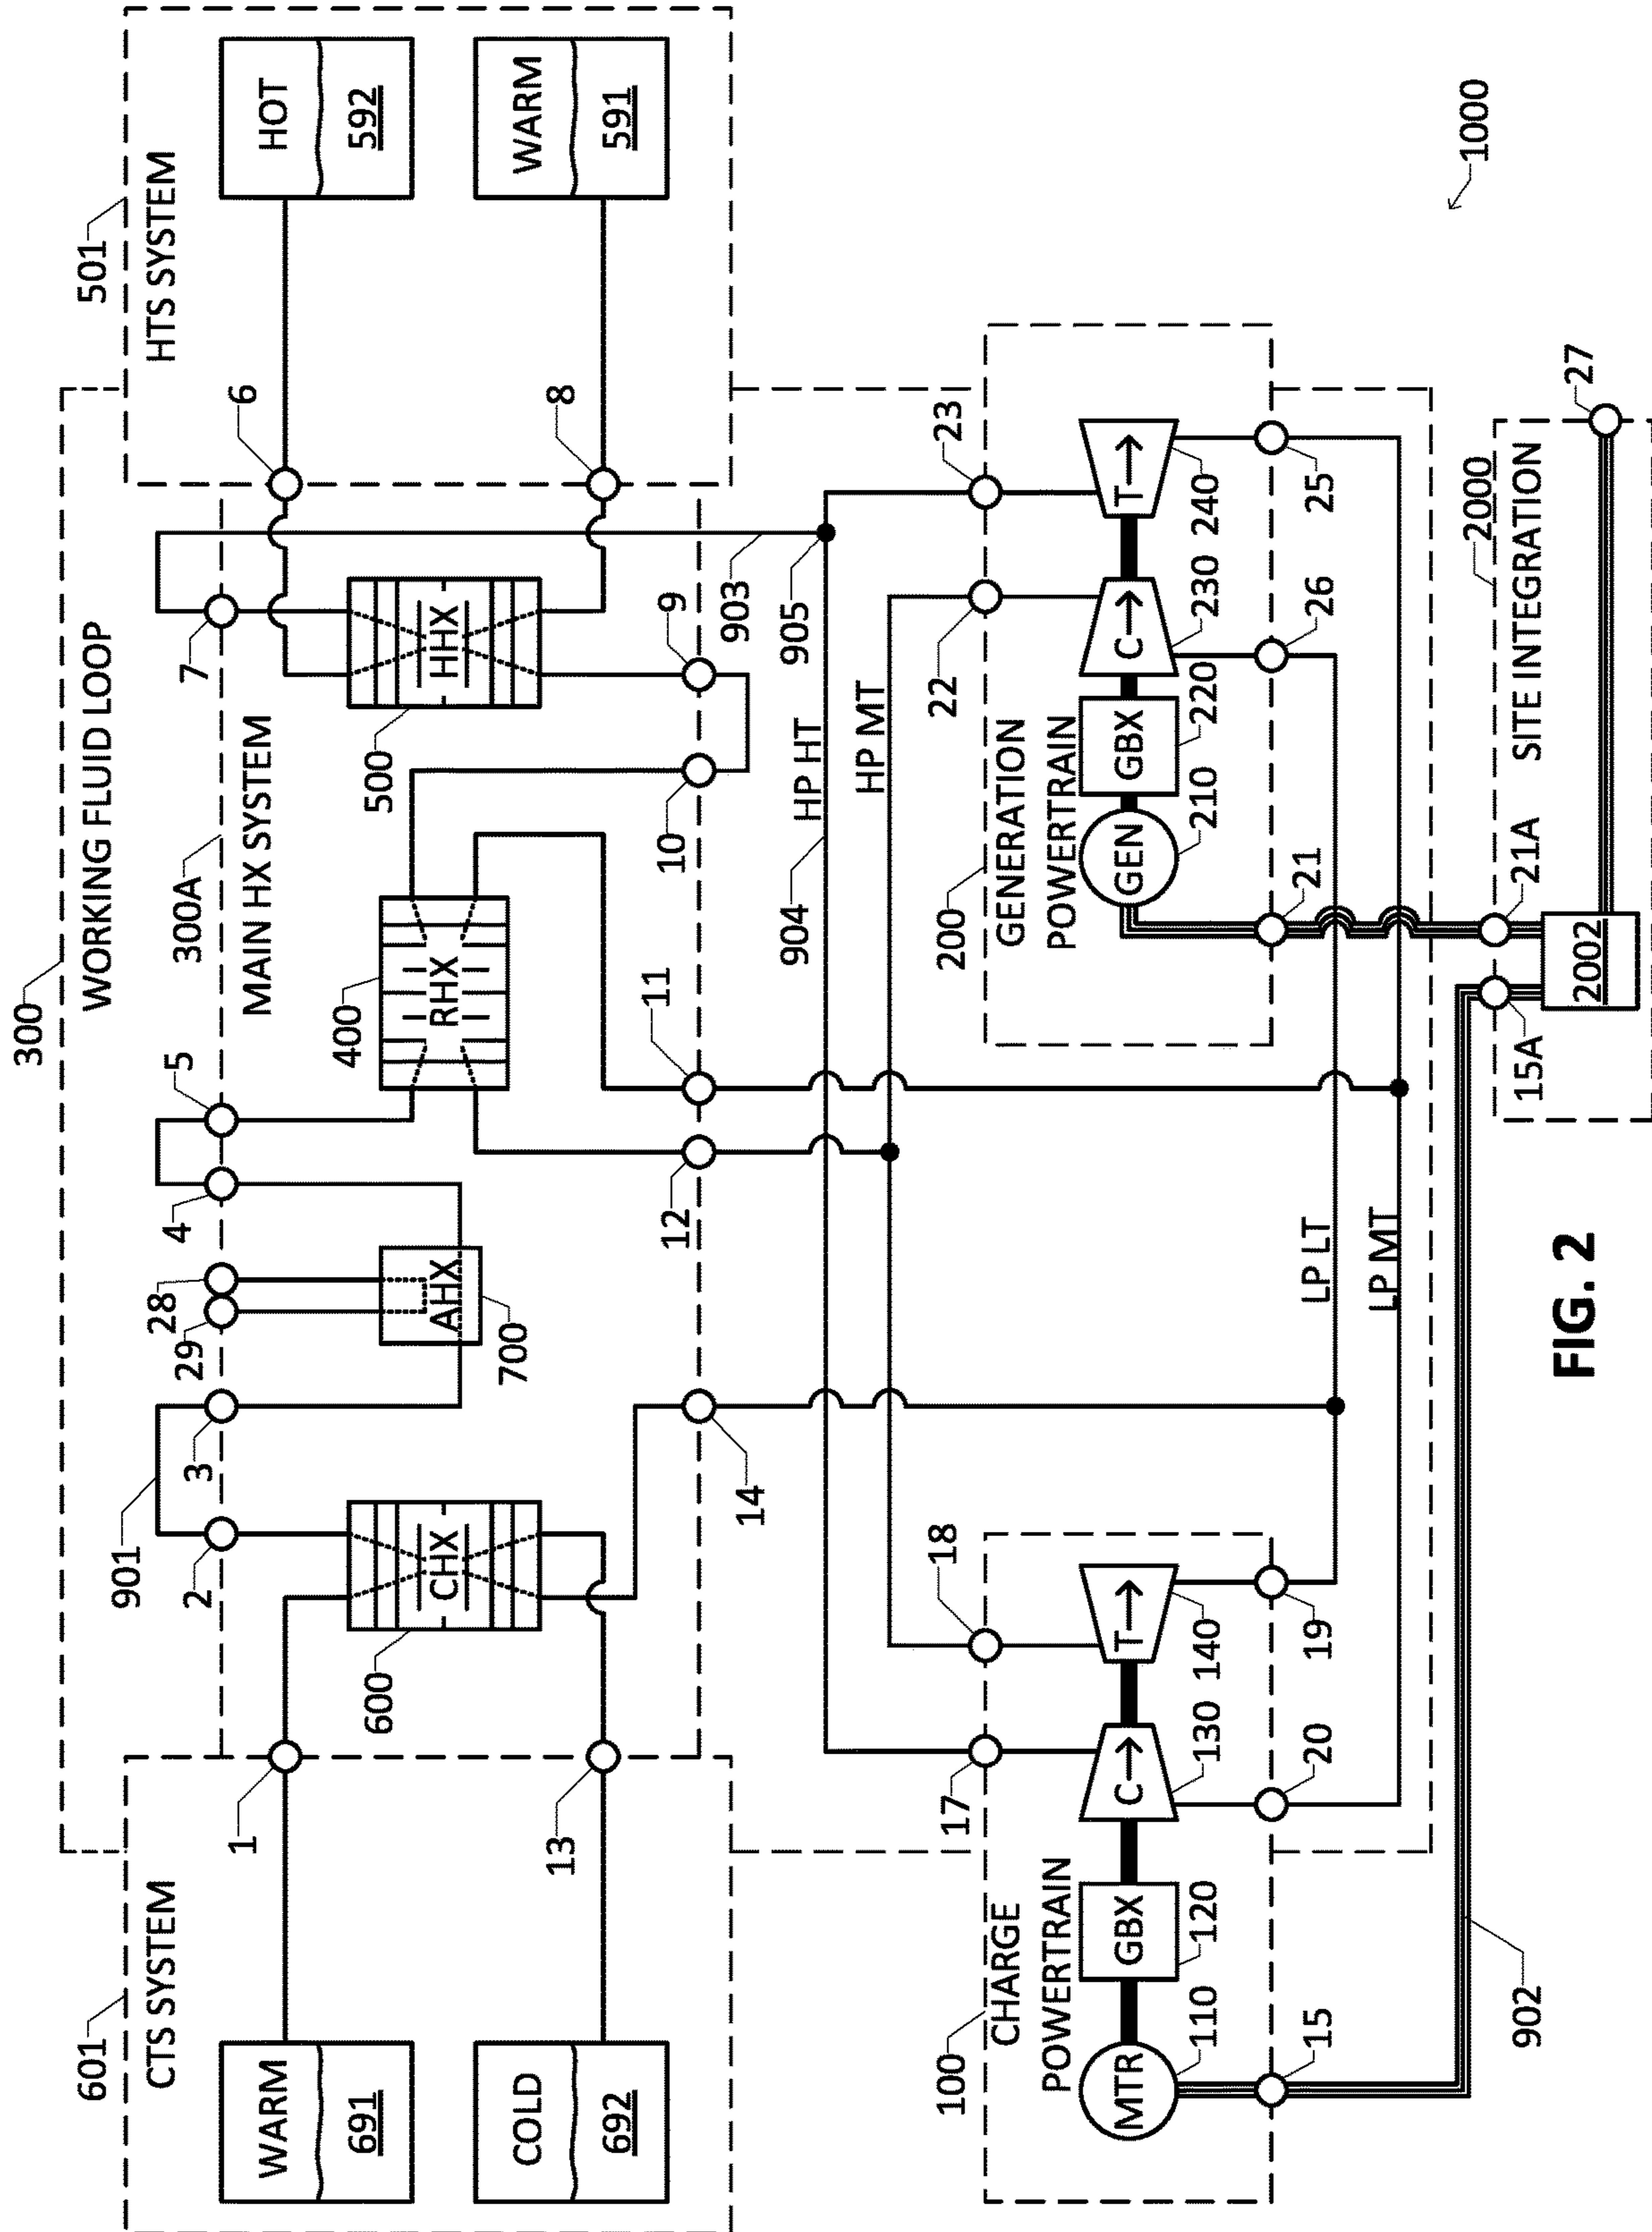 300
WORKING FLUID LOOP
601
CTS SYSTEM
WARM
691
COLD
692
1
13
901
2
3
29
28
4
5
300A
MAIN HX SYSTEM
7
6
8
501
HTS SYSTEM
HOT
592
WARM
591
600
CHX
AHX
700
400
RHX
500
HHX
14
12
11
10
9
903
905
904
HP HT
HP MT
17
18
22
23
100
CHARGE
POWERTRAIN
MTR
110
GBX
120
C
130
T
140
15
20
19
200
GENERATION
POWERTRAIN
GEN
210
GBX
220
C
230
T
240
21
26
25
LP LT
LP MT
902
15A
21A
2002
2000
SITE INTEGRATION
27
1000
FIG. 2